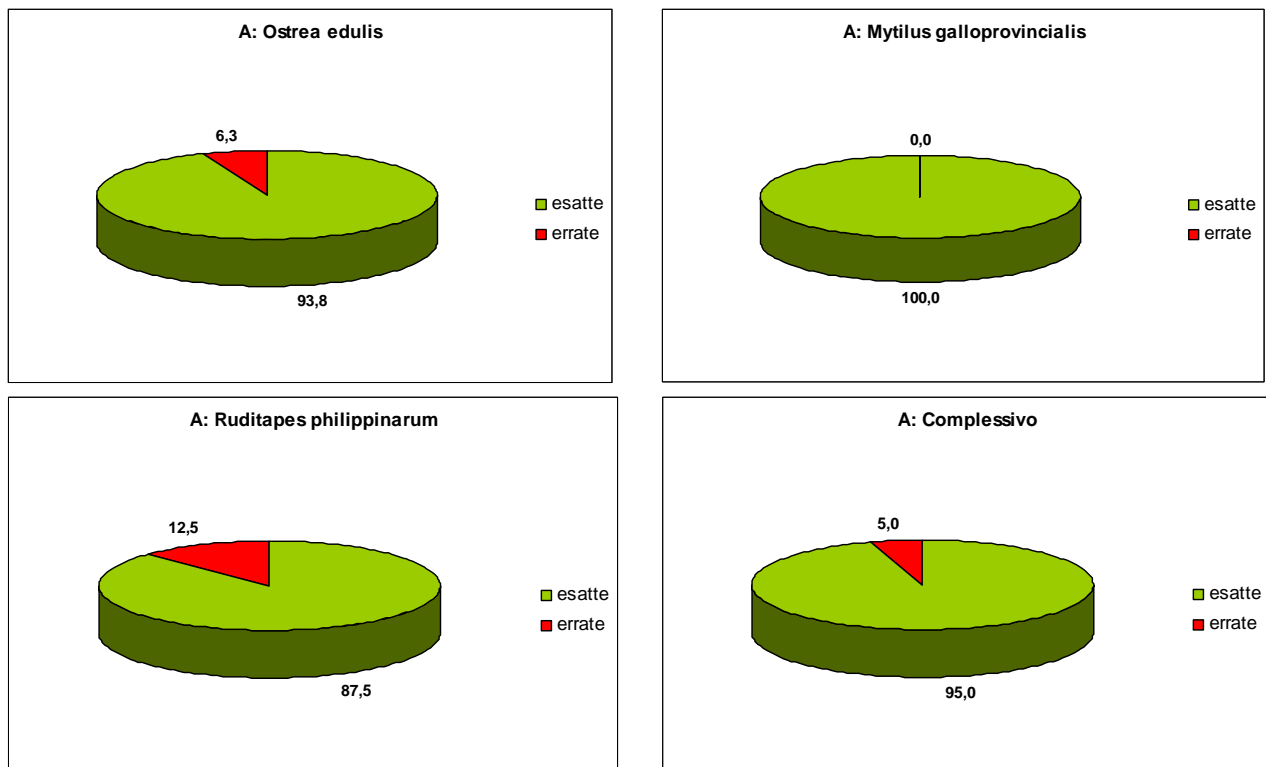 A: Ostrea edulis
6,3
esatte
errate
93,8
A: Mytilus galloprovincialis
0,0
esatte
errate
100,0
A: Ruditapes philippinarum
12,5
esatte
errate
87,5
A: Complessivo
5,0
esatte
errate
95,0